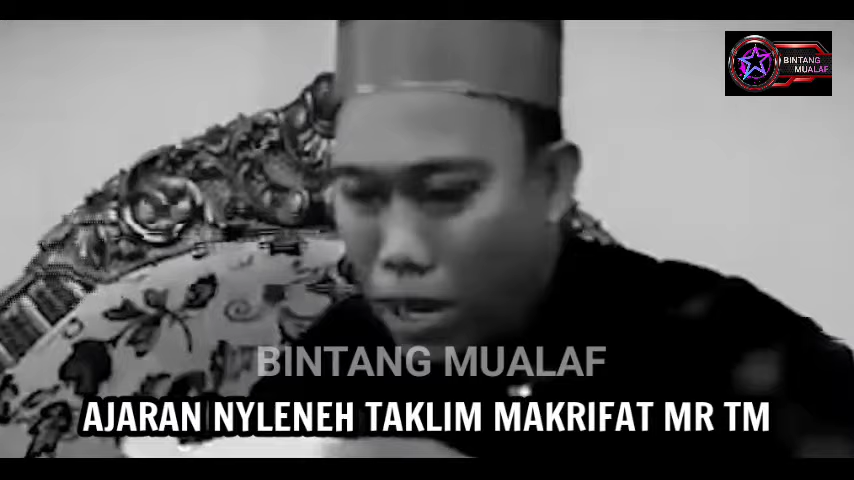 BINTANG
MUALAF
BINTANG MUALAF
AJARAN NYLENEH TAKLIM MAKRIFAT MR TM